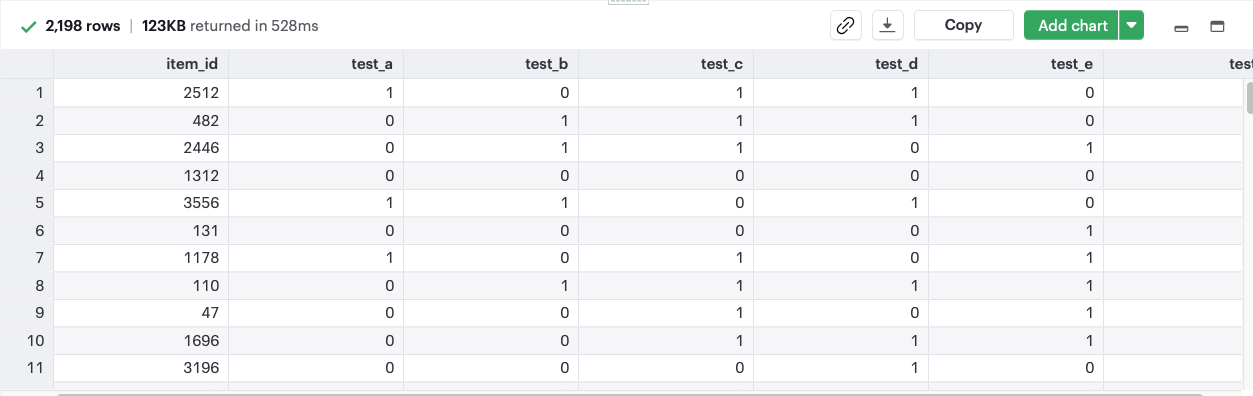 2,198 rows | 123KB returned in 528ms Copy Add chart
item_id test_a test_b test_c test_d test_e test
1 2512 1 0 1 1 0
2 482 0 1 1 1 0
3 2446 0 1 1 0 1
4 1312 0 0 0 0 0
5 3556 1 1 0 1 0
6 131 0 0 0 0 1
7 1178 1 0 1 0 1
8 110 0 1 1 1 1
9 47 0 0 1 0 1
10 1696 0 0 1 1 1
11 3196 0 0 0 1 0